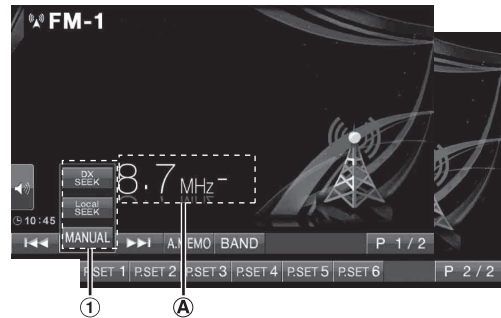 FM-1
DX
SEEK
8.7 MHz-
Local
SEEK
10:45
MANUAL
A.MEMO BAND
P 1/2
P.SET 1 P.SET 2 P.SET 3 P.SET 4 P.SET 5 P.SET 6
P 2/2
1 A